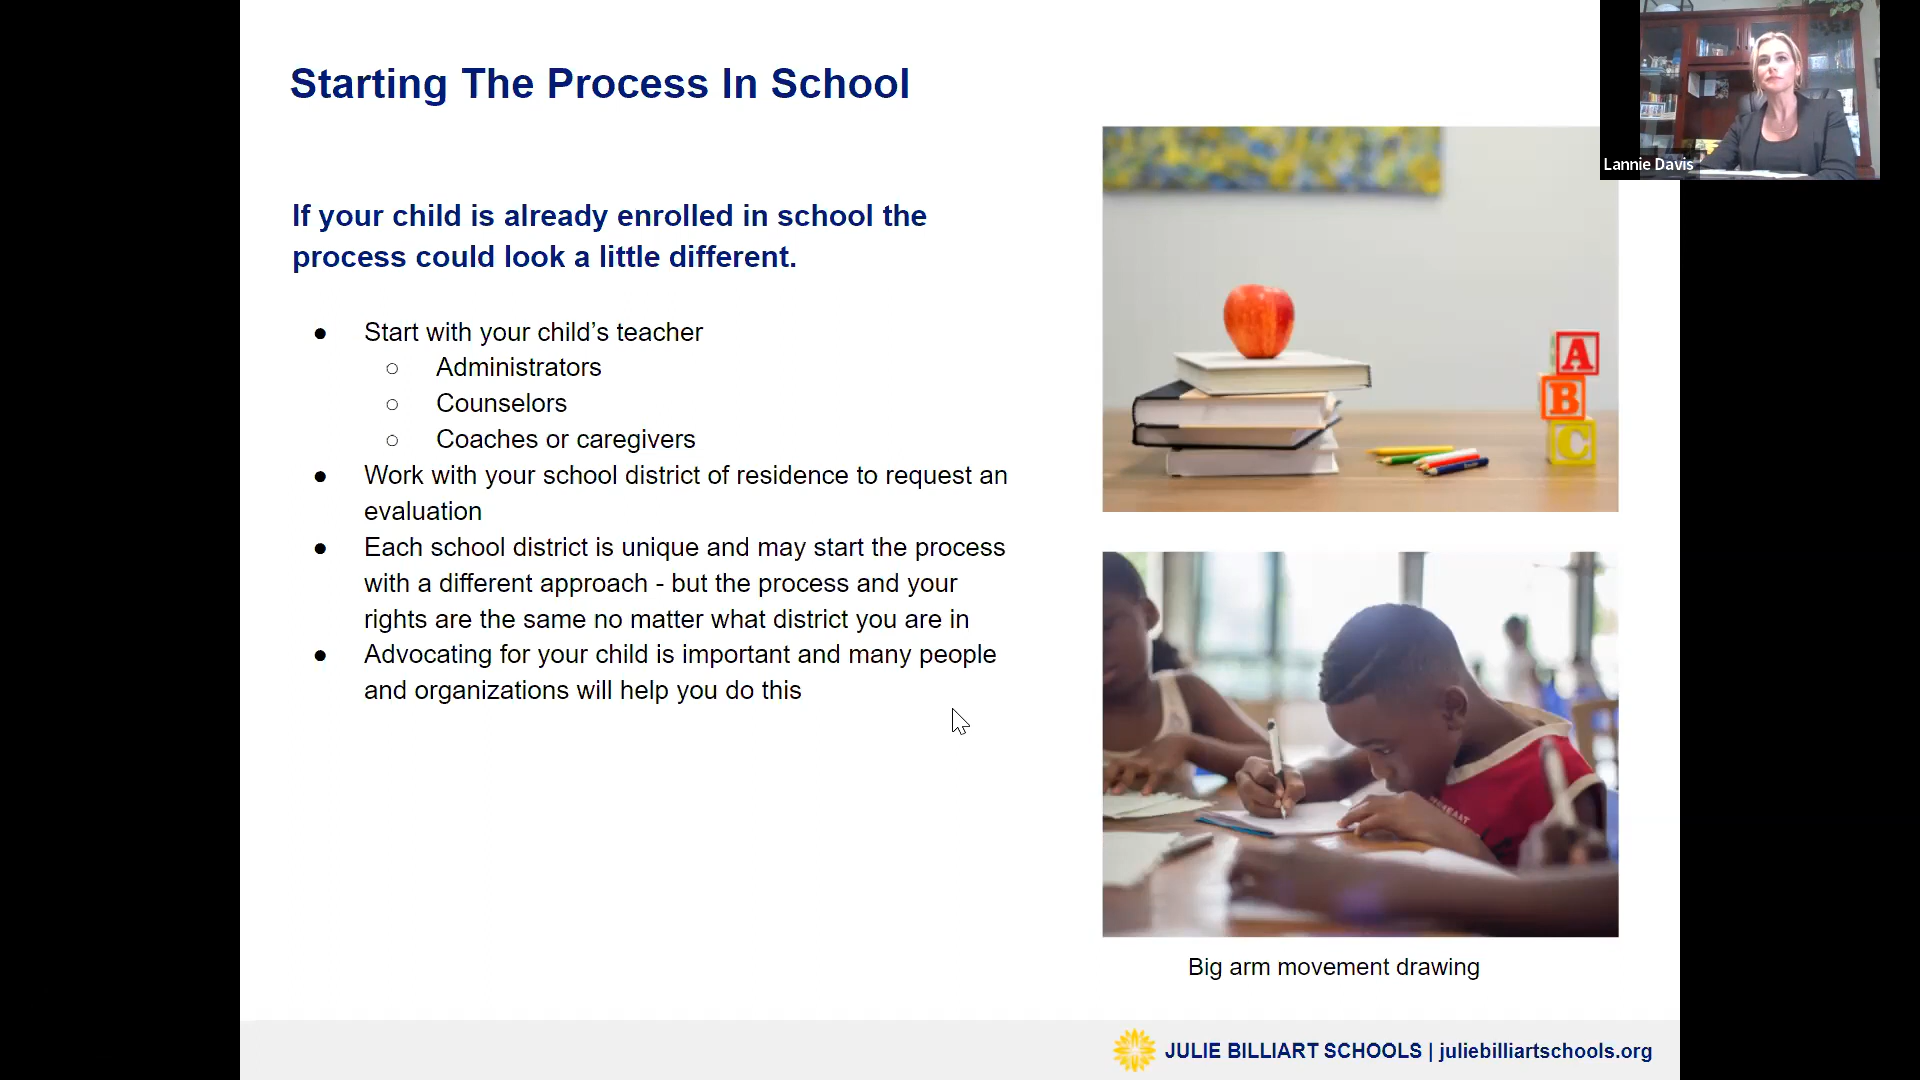 Starting The Process In School
Lannie Davis
If your child is already enrolled in school the
process could look a little different.
● Start with your child’s teacher
○ Administrators
○ Counselors
○ Coaches or caregivers
● Work with your school district of residence to request an
evaluation
● Each school district is unique and may start the process
with a different approach - but the process and your
rights are the same no matter what district you are in
● Advocating for your child is important and many people
and organizations will help you do this
A
B
C
Big arm movement drawing
JULIE BILLIART SCHOOLS | juliebilliartschools.org